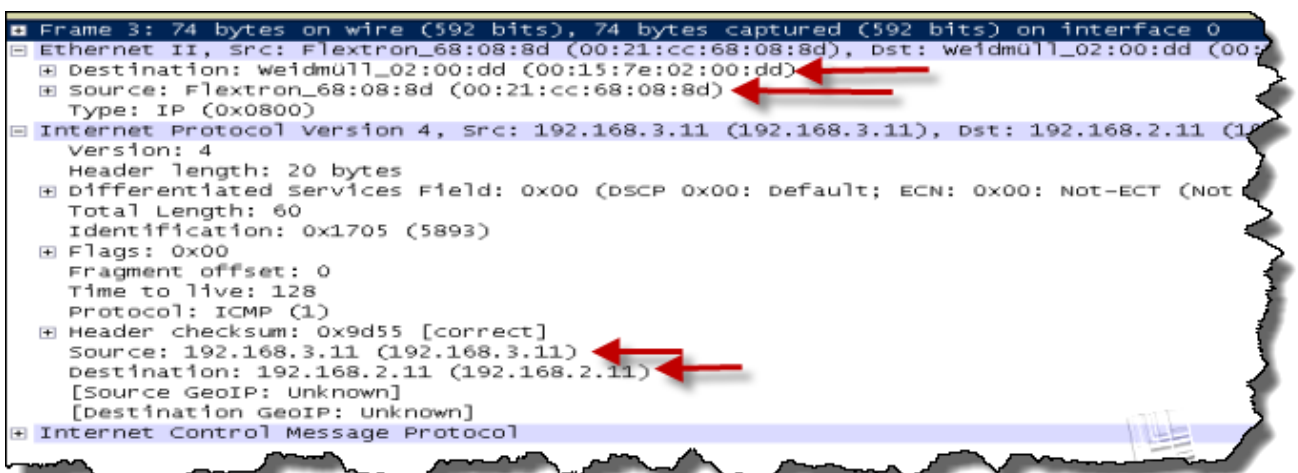 Frame 3: 74 bytes on wire (592 bits), 74 bytes captured (592 bits) on interface 0
Ethernet II, Src: Flextron_68:08:8d (00:21:cc:68:08:8d), Dst: Weidmüll_02:00:dd (00:
Destination: Weidmüll_02:00:dd (00:15:7e:02:00:dd)
Source: Flextron_68:08:8d (00:21:cc:68:08:8d)
Type: IP (0x0800)
Internet Protocol Version 4, Src: 192.168.3.11 (192.168.3.11), Dst: 192.168.2.11 (19
Version: 4
Header length: 20 bytes
Differentiated Services Field: 0x00 (DSCP 0x00: Default; ECN: 0x00: Not-ECT (Not
Total Length: 60
Identification: 0x1705 (5893)
Flags: 0x00
Fragment offset: 0
Time to live: 128
Protocol: ICMP (1)
Header checksum: 0x9d55 [correct]
Source: 192.168.3.11 (192.168.3.11)
Destination: 192.168.2.11 (192.168.2.11)
[Source GeoIP: Unknown]
[Destination GeoIP: Unknown]
Internet Control Message Protocol